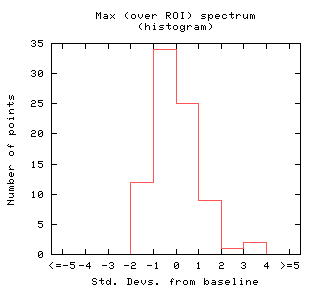 Max (over ROI) spectrum
(histogram)
35
30
25
20
15
10
5
0
Number of points
<=-5 -4 -3 -2 -1 0 1 2 3 4 >=5
Std. Devs. from baseline